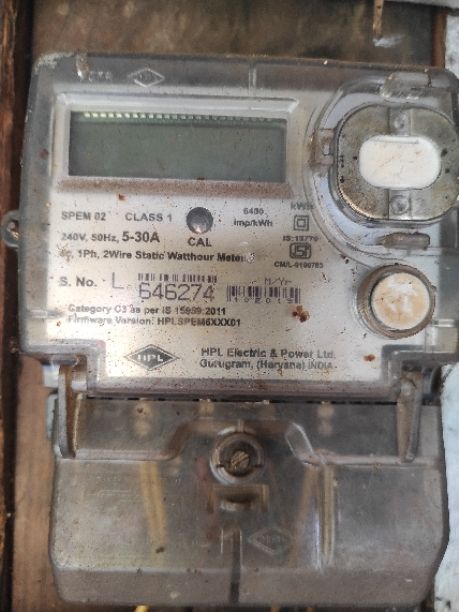 kWh
SPEM 02 CLASS 1 6400
imp/kWh
240V, 50Hz, 5-30A CAL IS:13779
1Ph, 2Wire Static Watthour Meter
S. No. L 646274 M/Yr
Category C3 as per IS 15959:2011
Firmware Version: HPLSPEM6XXX01
HPL HPL Electric & Power Ltd.
Gurugram, (Haryana) INDIA